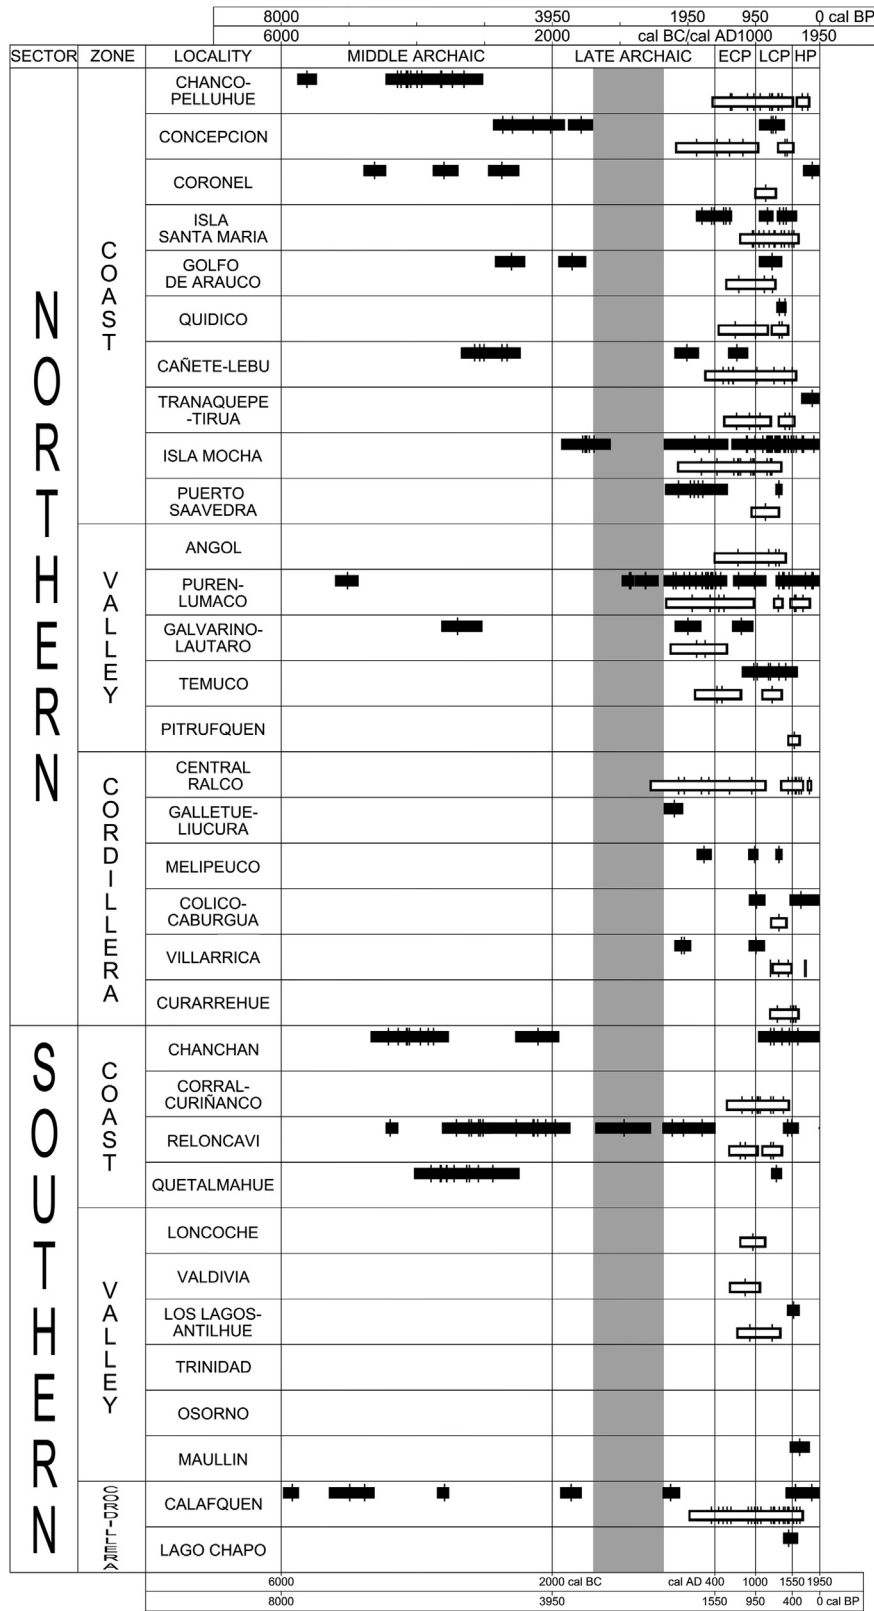 8000 3950 1950 950 0 cal BP
6000 2000 cal BC/cal AD1000 1950
SECTOR ZONE LOCALITY MIDDLE ARCHAIC LATE ARCHAIC ECP LCP HP
NORTHERN
COAST
CHANCO-
PELLUHUE
CONCEPCION
CORONEL
ISLA
SANTA MARIA
GOLFO
DE ARAUCO
QUIDICO
CAÑETE-LEBU
TRANAQUEPE
-TIRUA
ISLA MOCHA
PUERTO
SAAVEDRA
VALLEY
ANGOL
PUREN-
LUMACO
GALVARINO-
LAUTARO
TEMUCO
PITRUFQUEN
CORDILLERA
CENTRAL
RALCO
GALLETUE-
LIUCURA
MELIPEUCO
COLICO-
CABURGUA
VILLARRICA
CURARREHUE
SOUTHERN
COAST
CHANCHAN
CORRAL-
CURIÑANCO
RELONCAVI
QUETALMAHUE
VALLEY
LONCOCHE
VALDIVIA
LOS LAGOS-
ANTILHUE
TRINIDAD
OSORNO
MAULLIN
CORDILLERA
CALAFQUEN
LAGO CHAPO
6000 2000 cal BC cal AD 400 1000 1550 1950
8000 3950 1550 950 400 0 cal BP